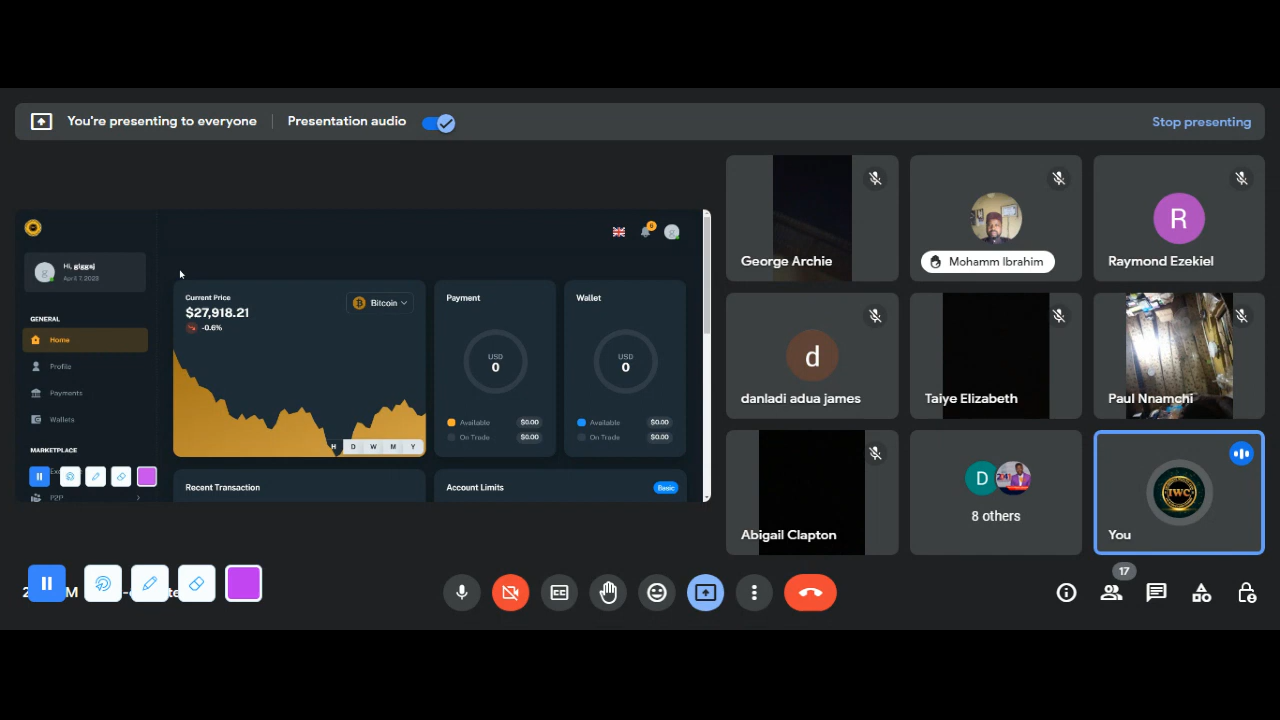 You're presenting to everyone
Presentation audio
Stop presenting
Hi, giggsj
April 7, 2023
GENERAL
Home
Profile
Payments
Wallets
MARKETPLACE
P2P
Current Price
$27,918.21
-0.6%
Bitcoin
H D W M Y
Payment
USD
0
Available $0.00
On Trade $0.00
Wallet
USD
0
Available $0.00
On Trade $0.00
Recent Transaction
Account Limits
Basic
George Archie
Mohamm Ibrahim
R
Raymond Ezekiel
d
danladi adua james
Taiye Elizabeth
Paul Nnamchi
Abigail Clapton
D
8 others
IWC
You
17